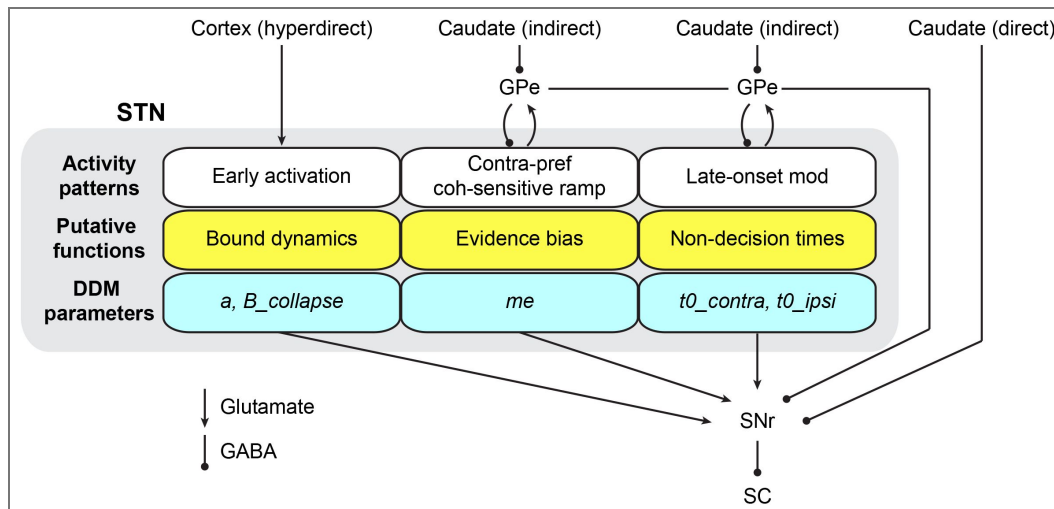 Cortex (hyperdirect) Caudate (indirect) Caudate (indirect) Caudate (direct)
GPe GPe
STN
Activity
patterns
Early activation
Contra-pref
coh-sensitive ramp
Late-onset mod
Putative
functions
Bound dynamics
Evidence bias
Non-decision times
DDM
parameters
a, B_collapse
me
t0_contra, t0_ipsi
Glutamate
GABA
SNr
SC